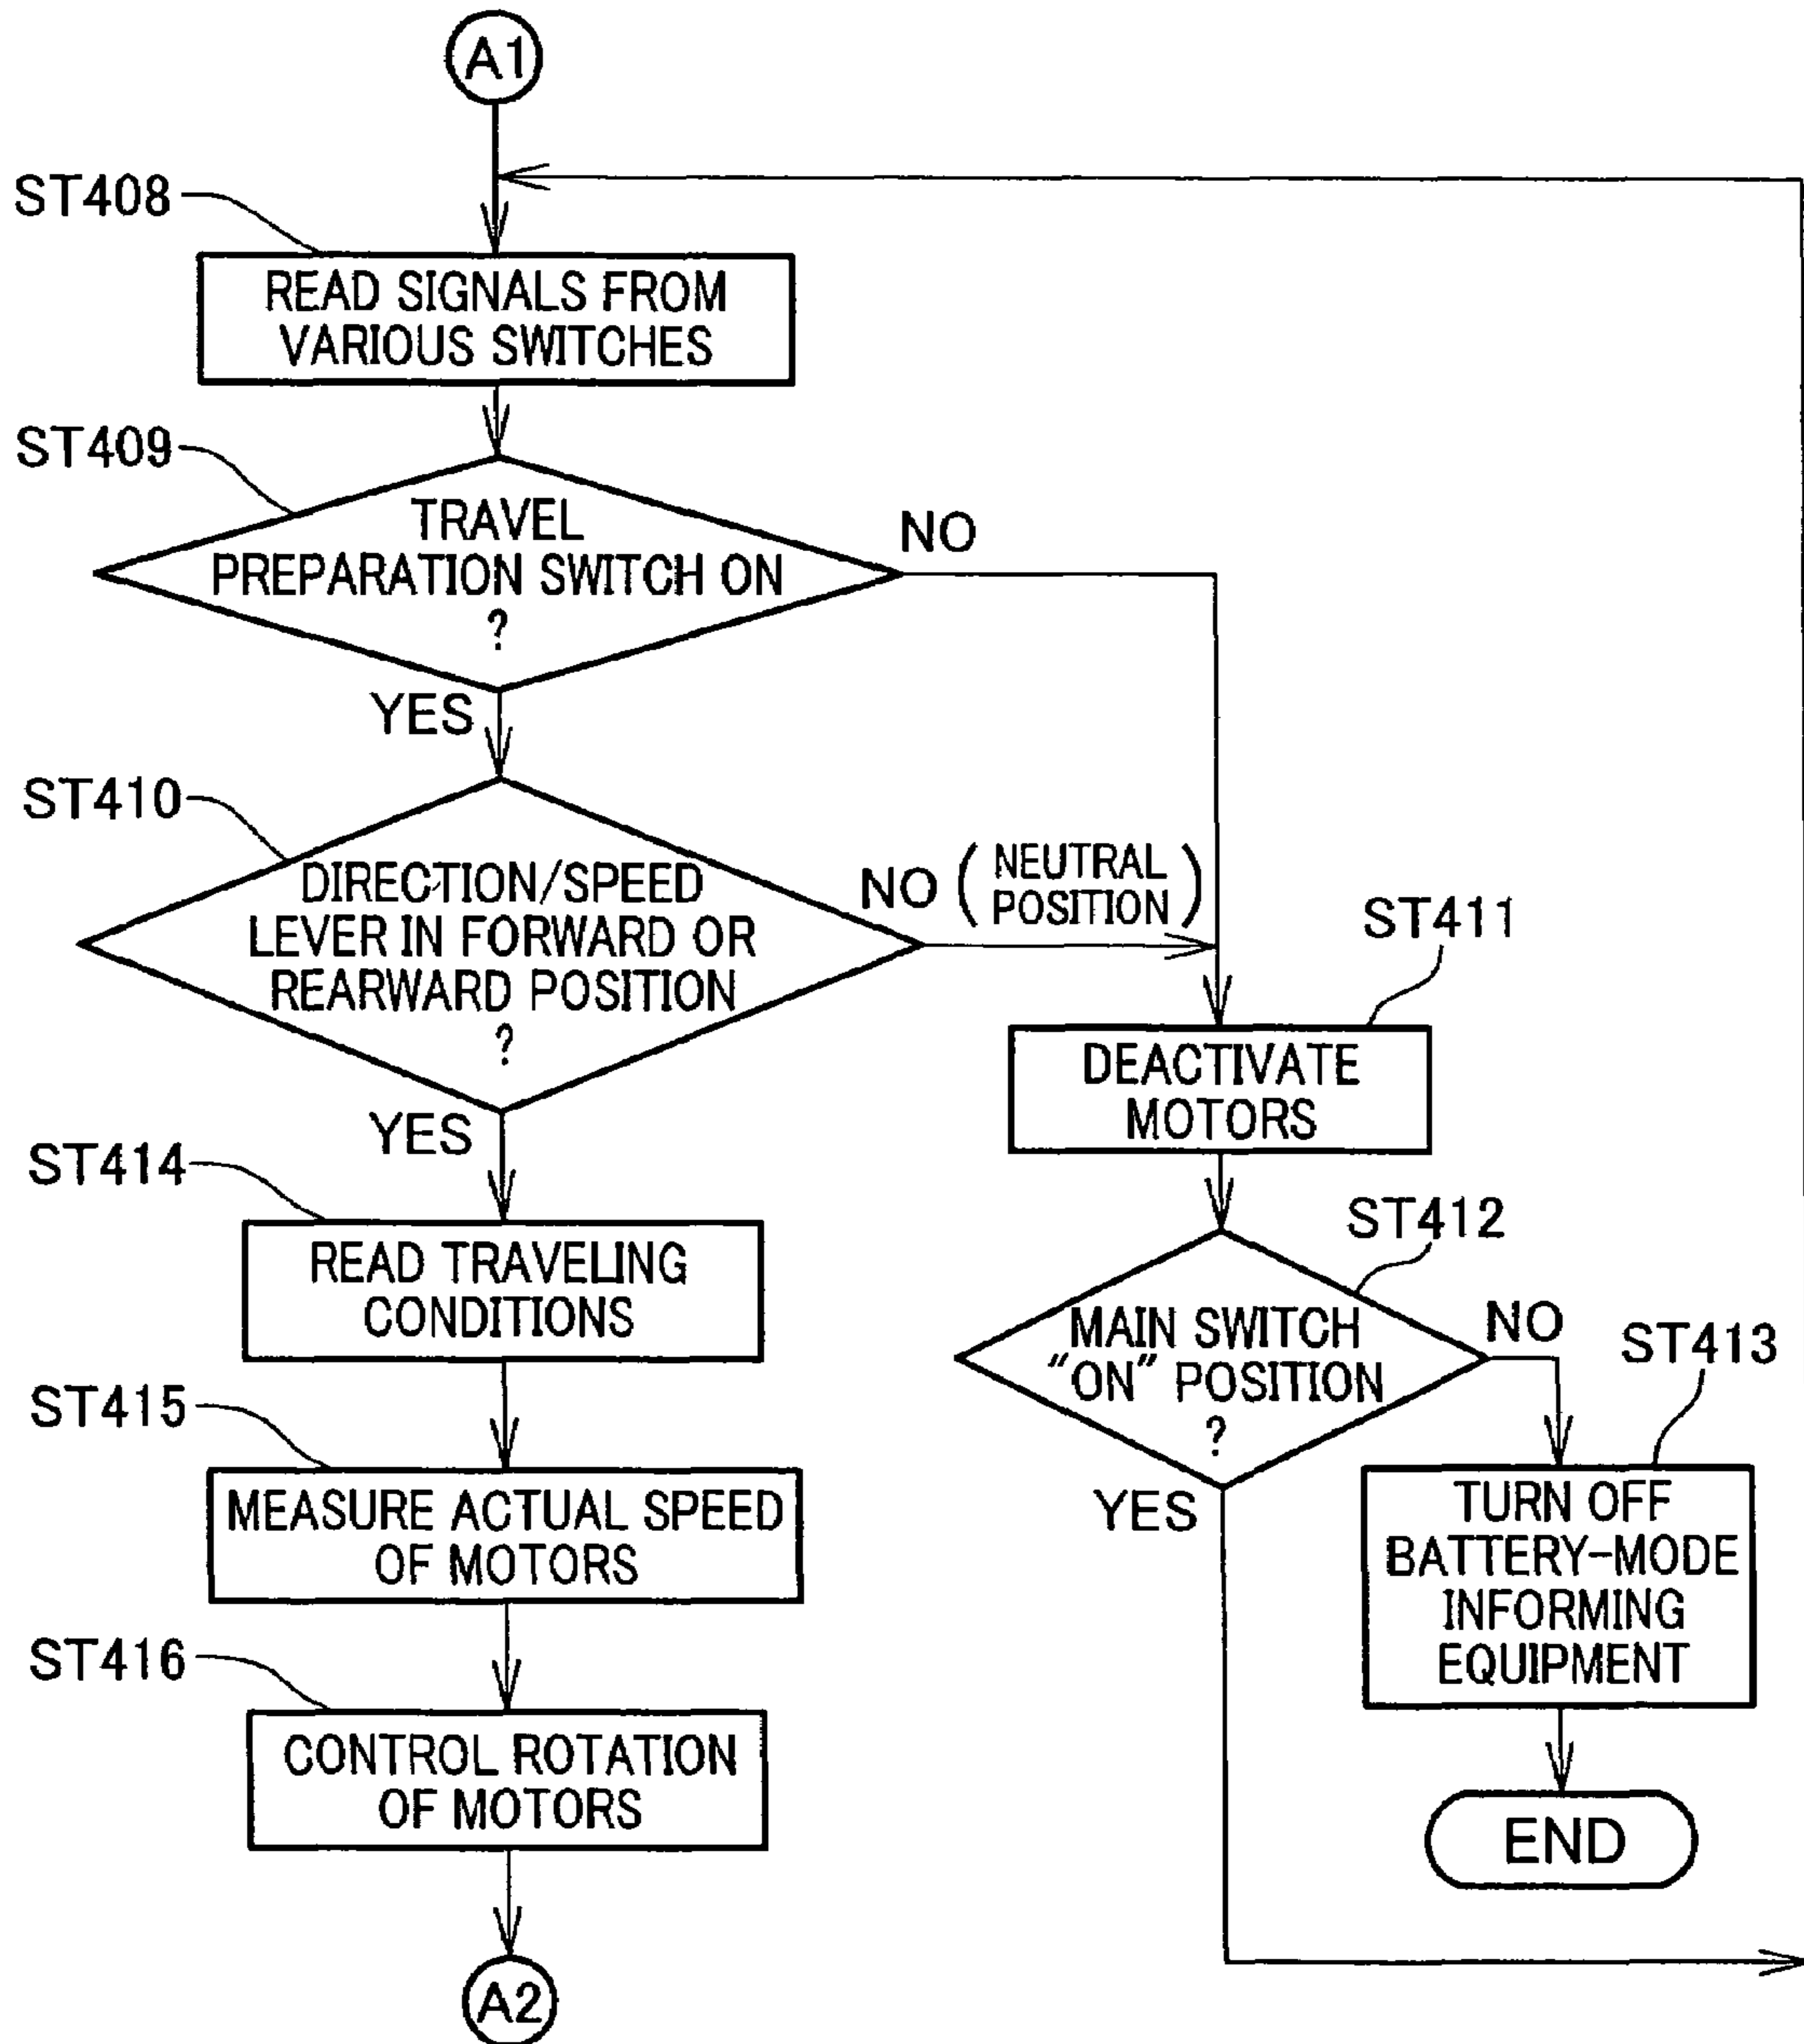 A1
ST408
READ SIGNALS FROM
VARIOUS SWITCHES
ST409
TRAVEL
PREPARATION SWITCH ON
?
NO
YES
ST410
DIRECTION/SPEED
LEVER IN FORWARD OR
REARWARD POSITION
?
NO (NEUTRAL
POSITION)
YES
ST411
DEACTIVATE
MOTORS
ST412
MAIN SWITCH
"ON" POSITION
?
NO
YES
ST413
TURN OFF
BATTERY-MODE
INFORMING
EQUIPMENT
END
ST414
READ TRAVELING
CONDITIONS
ST415
MEASURE ACTUAL SPEED
OF MOTORS
ST416
CONTROL ROTATION
OF MOTORS
A2